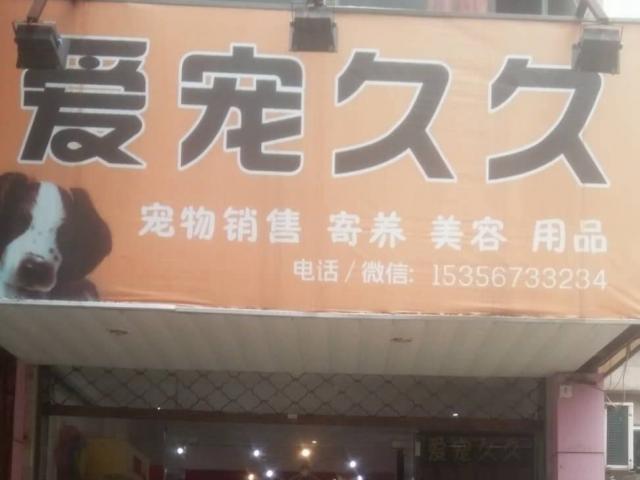 爱宠久久
宠物销售 寄养 美容 用品
电话/微信: 15356733234
爱宠久久